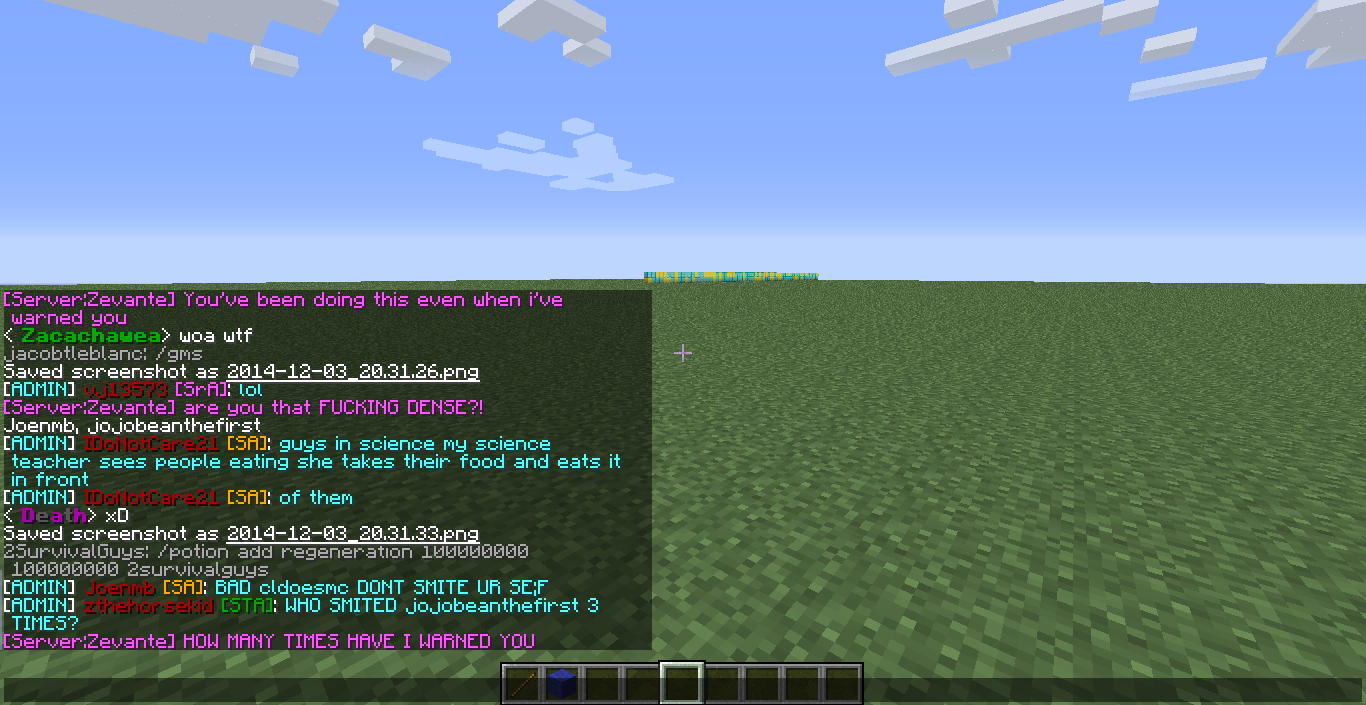 [Server:Zevante] You've been doing this even when i've
warned you
< Zacachawea> woa wtf
jacobtleblanc: /gms
Saved screenshot as 2014-12-03_20.31.26.png
[ADMIN] vj13573 [SrA]: lol
[Server:Zevante] are you that FUCKING DENSE?!
Joenmb, jojobeanthefirst
[ADMIN] IDoNotCare21 [SA]: guys in science my science
teacher sees people eating she takes their food and eats it
in front
[ADMIN] IDoNotCare21 [SA]: of them
< Death> xD
Saved screenshot as 2014-12-03_20.31.33.png
2SurvivalGuys: /potion add regeneration 100000000
100000000 2survivalguys
[ADMIN] Joenmb [SA]: BAD cldoesmc DONT SMITE UR SE;F
[ADMIN] zthehorsekid [STA]: WHO SMITED jojobeanthefirst 3
TIMES?
[Server:Zevante] HOW MANY TIMES HAVE I WARNED YOU